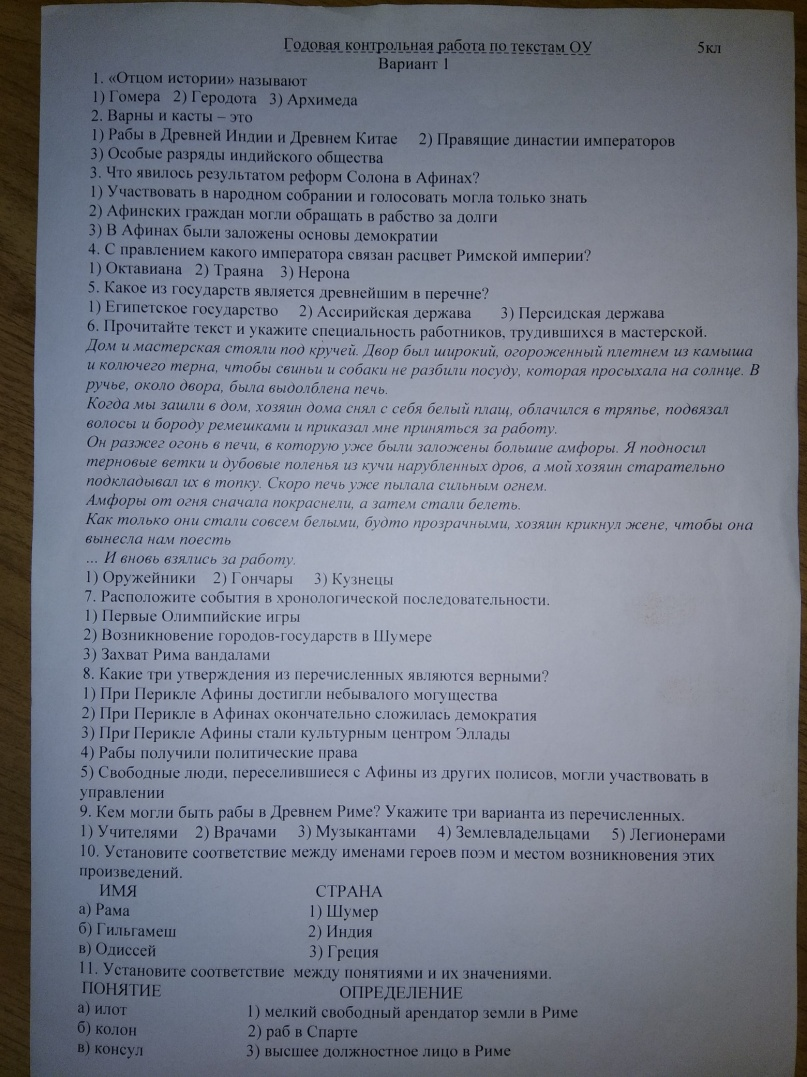 Годовая контрольная работа по текстам ОУ 5кл
Вариант 1
1. «Отцом истории» называют
1) Гомера 2) Геродота 3) Архимеда
2. Варны и касты – это
1) Рабы в Древней Индии и Древнем Китае 2) Правящие династии императоров
3) Особые разряды индийского общества
3. Что явилось результатом реформ Солона в Афинах?
1) Участвовать в народном собрании и голосовать могла только знать
2) Афинских граждан могли обращать в рабство за долги
3) В Афинах были заложены основы демократии
4. С правлением какого императора связан расцвет Римской империи?
1) Октавиана 2) Траяна 3) Нерона
5. Какое из государств является древнейшим в перечне?
1) Египетское государство 2) Ассирийская держава 3) Персидская держава
6. Прочитайте текст и укажите специальность работников, трудившихся в мастерской.
Дом и мастерская стояли под кручей. Двор был широкий, огороженный плетнем из камыша
и колючего терна, чтобы свиньи и собаки не разбили посуду, которая просыхала на солнце. В
ручье, около двора, была выдолблена печь.
Когда мы зашли в дом, хозяин дома снял с себя белый плащ, облачился в тряпье, подвязал
волосы и бороду ремешками и приказал мне приняться за работу.
Он разжег огонь в печи, в которую уже были заложены большие амфоры. Я подносил
терновые ветки и дубовые поленья из кучи нарубленных дров, а мой хозяин старательно
подкладывал их в топку. Скоро печь уже пылала сильным огнем.
Амфоры от огня сначала покраснели, а затем стали белеть.
Как только они стали совсем белыми, будто прозрачными, хозяин крикнул жене, чтобы она
вынесла нам поесть
... И вновь взялись за работу.
1) Оружейники 2) Гончары 3) Кузнецы
7. Расположите события в хронологической последовательности.
1) Первые Олимпийские игры
2) Возникновение городов-государств в Шумере
3) Захват Рима вандалами
8. Какие три утверждения из перечисленных являются верными?
1) При Перикле Афины достигли небывалого могущества
2) При Перикле в Афинах окончательно сложилась демократия
3) При Перикле Афины стали культурным центром Эллады
4) Рабы получили политические права
5) Свободные люди, переселившиеся с Афины из других полисов, могли участвовать в
управлении
9. Кем могли быть рабы в Древнем Риме? Укажите три варианта из перечисленных.
1) Учителями 2) Врачами 3) Музыкантами 4) Землевладельцами 5) Легионерами
10. Установите соответствие между именами героев поэм и местом возникновения этих
произведений.
ИМЯ СТРАНА
а) Рама 1) Шумер
б) Гильгамеш 2) Индия
в) Одиссей 3) Греция
11. Установите соответствие между понятиями и их значениями.
ПОНЯТИЕ ОПРЕДЕЛЕНИЕ
а) илот 1) мелкий свободный арендатор земли в Риме
б) колон 2) раб в Спарте
в) консул 3) высшее должностное лицо в Риме